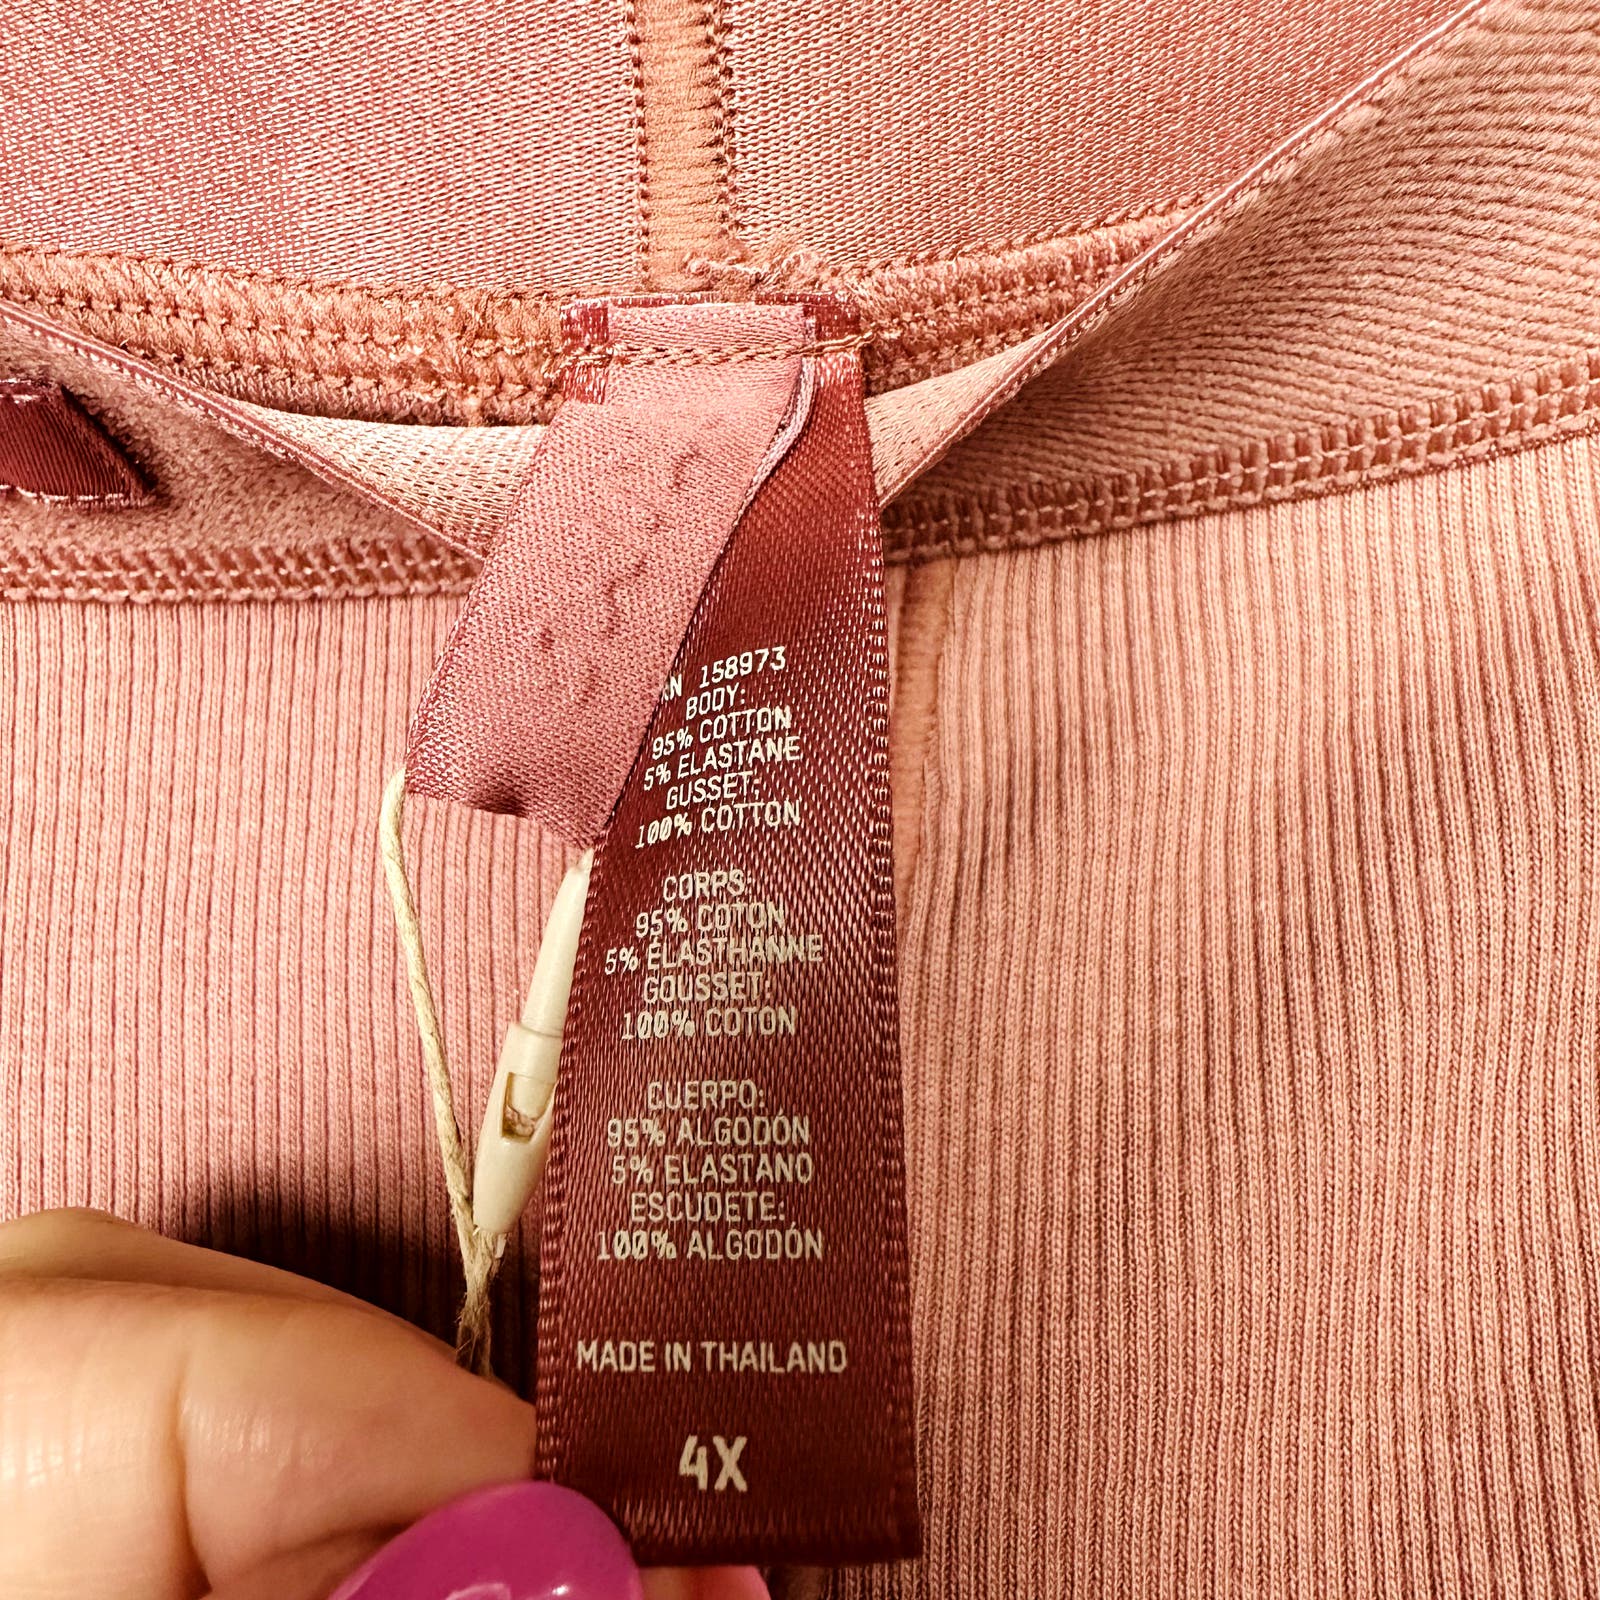 RN 158973
BODY:
95% COTTON
5% ELASTANE
GUSSET:
100% COTTON
CORPS:
95% COTON
5% ÉLASTHANNE
GOUSSET:
100% COTON
CUERPO:
95% ALGODÓN
5% ELASTANO
ESCUDETE:
100% ALGODÓN
MADE IN THAILAND
4X